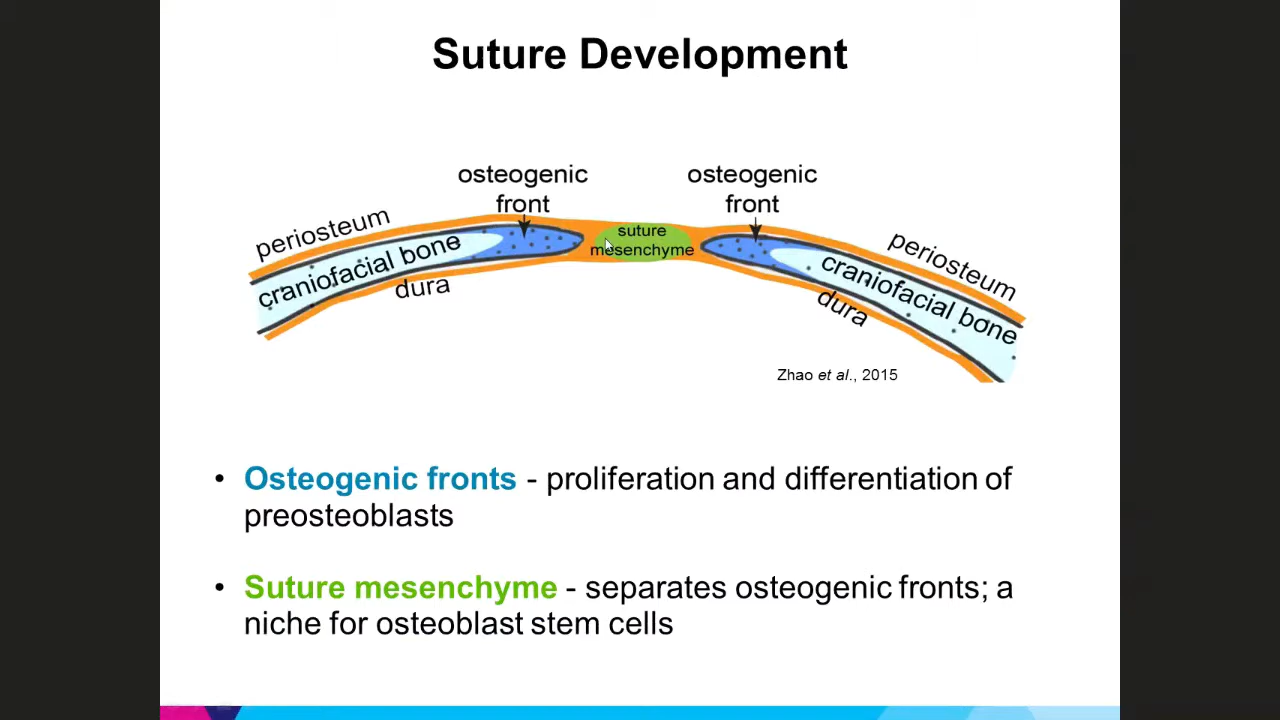 Suture Development
osteogenic
front
osteogenic
front
periosteum
craniofacial bone
dura
suture
mesenchyme
periosteum
craniofacial bone
dura
Zhao et al., 2015
• Osteogenic fronts - proliferation and differentiation of
preosteoblasts
• Suture mesenchyme - separates osteogenic fronts; a
niche for osteoblast stem cells